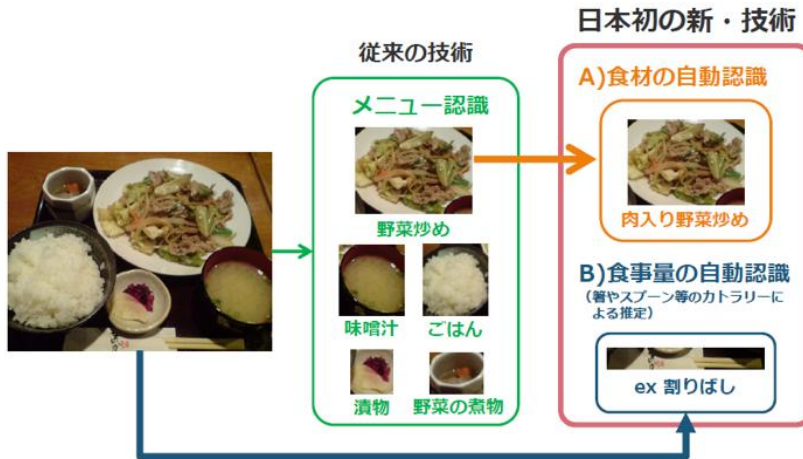 日本初の新・技術
従来の技術
メニュー認識
野菜炒め
味噌汁
ごはん
漬物
野菜の煮物
A)食材の自動認識
肉入り野菜炒め
B)食事量の自動認識
(箸やスプーン等のカトラリーに
よる推定)
ex 割りばし